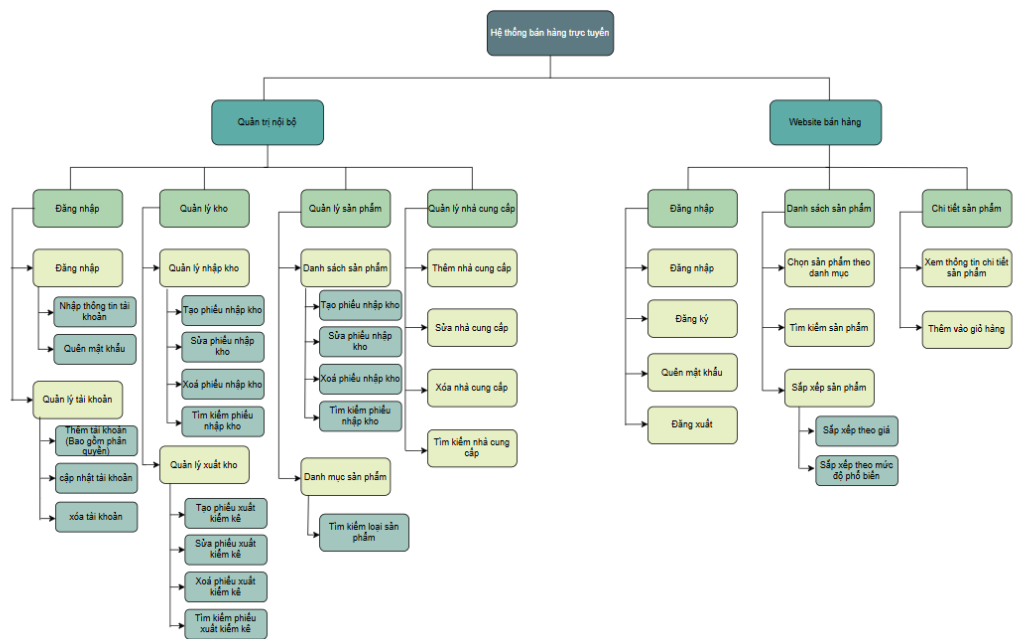 Hệ thống bán hàng trực tuyến
Quản trị nội bộ
Website bán hàng
Đăng nhập
Quản lý kho
Quản lý sản phẩm
Quản lý nhà cung cấp
Đăng nhập
Danh sách sản phẩm
Chi tiết sản phẩm
Đăng nhập
Nhập thông tin tài
khoản
Quên mật khẩu
Quản lý tài khoản
Thêm tài khoản
(Bao gồm phân
quyền)
cập nhật tài khoản
xóa tài khoản
Quản lý nhập kho
Tạo phiếu nhập kho
Sửa phiếu nhập
kho
Xoá phiếu nhập kho
Tìm kiếm phiếu
nhập kho
Quản lý xuất kho
Tạo phiếu xuất
kiểm kê
Sửa phiếu xuất
kiểm kê
Xoá phiếu xuất
kiểm kê
Tìm kiếm phiếu
xuất kiểm kê
Danh sách sản phẩm
Tạo phiếu nhập kho
Sửa phiếu nhập
kho
Xoá phiếu nhập kho
Tìm kiếm phiếu
nhập kho
Danh mục sản phẩm
Tìm kiếm loại sản
phẩm
Thêm nhà cung cấp
Sửa nhà cung cấp
Xóa nhà cung cấp
Tìm kiếm nhà cung
cấp
Đăng nhập
Đăng ký
Quên mật khẩu
Đăng xuất
Chọn sản phẩm theo
danh mục
Tìm kiếm sản phẩm
Sắp xếp sản phẩm
Sắp xếp theo giá
Sắp xếp theo mức
độ phổ biến
Xem thông tin chi tiết
sản phẩm
Thêm vào giỏ hàng